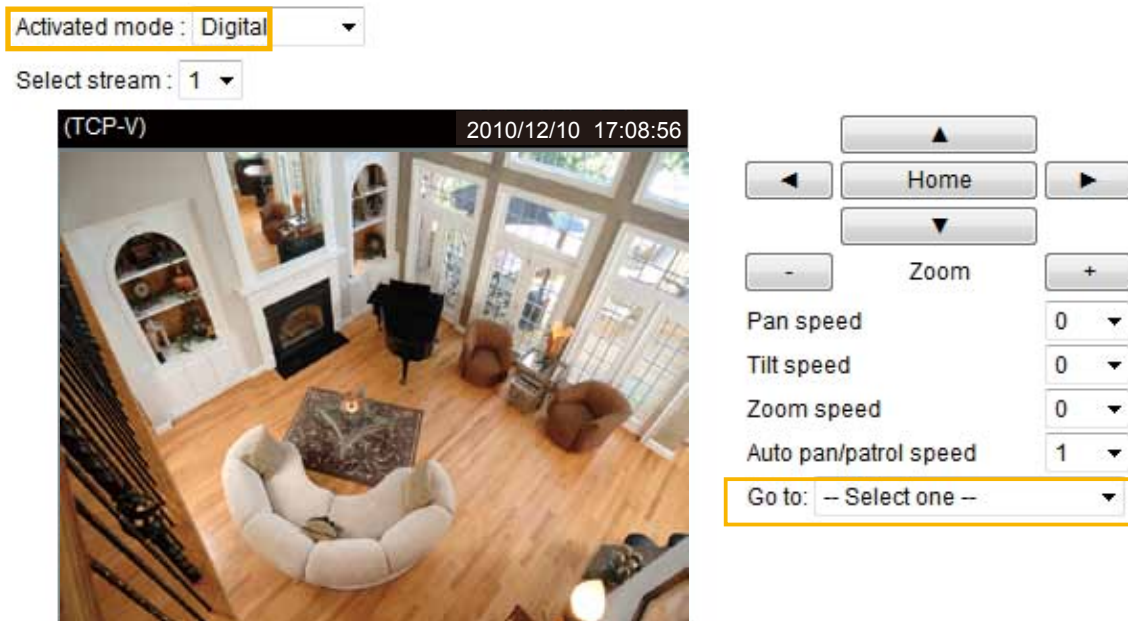 Activated mode : Digital
Select stream : 1
(TCP-V) 2010/12/10 17:08:56
Home
- Zoom +
Pan speed 0
Tilt speed 0
Zoom speed 0
Auto pan/patrol speed 1
Go to: -- Select one --